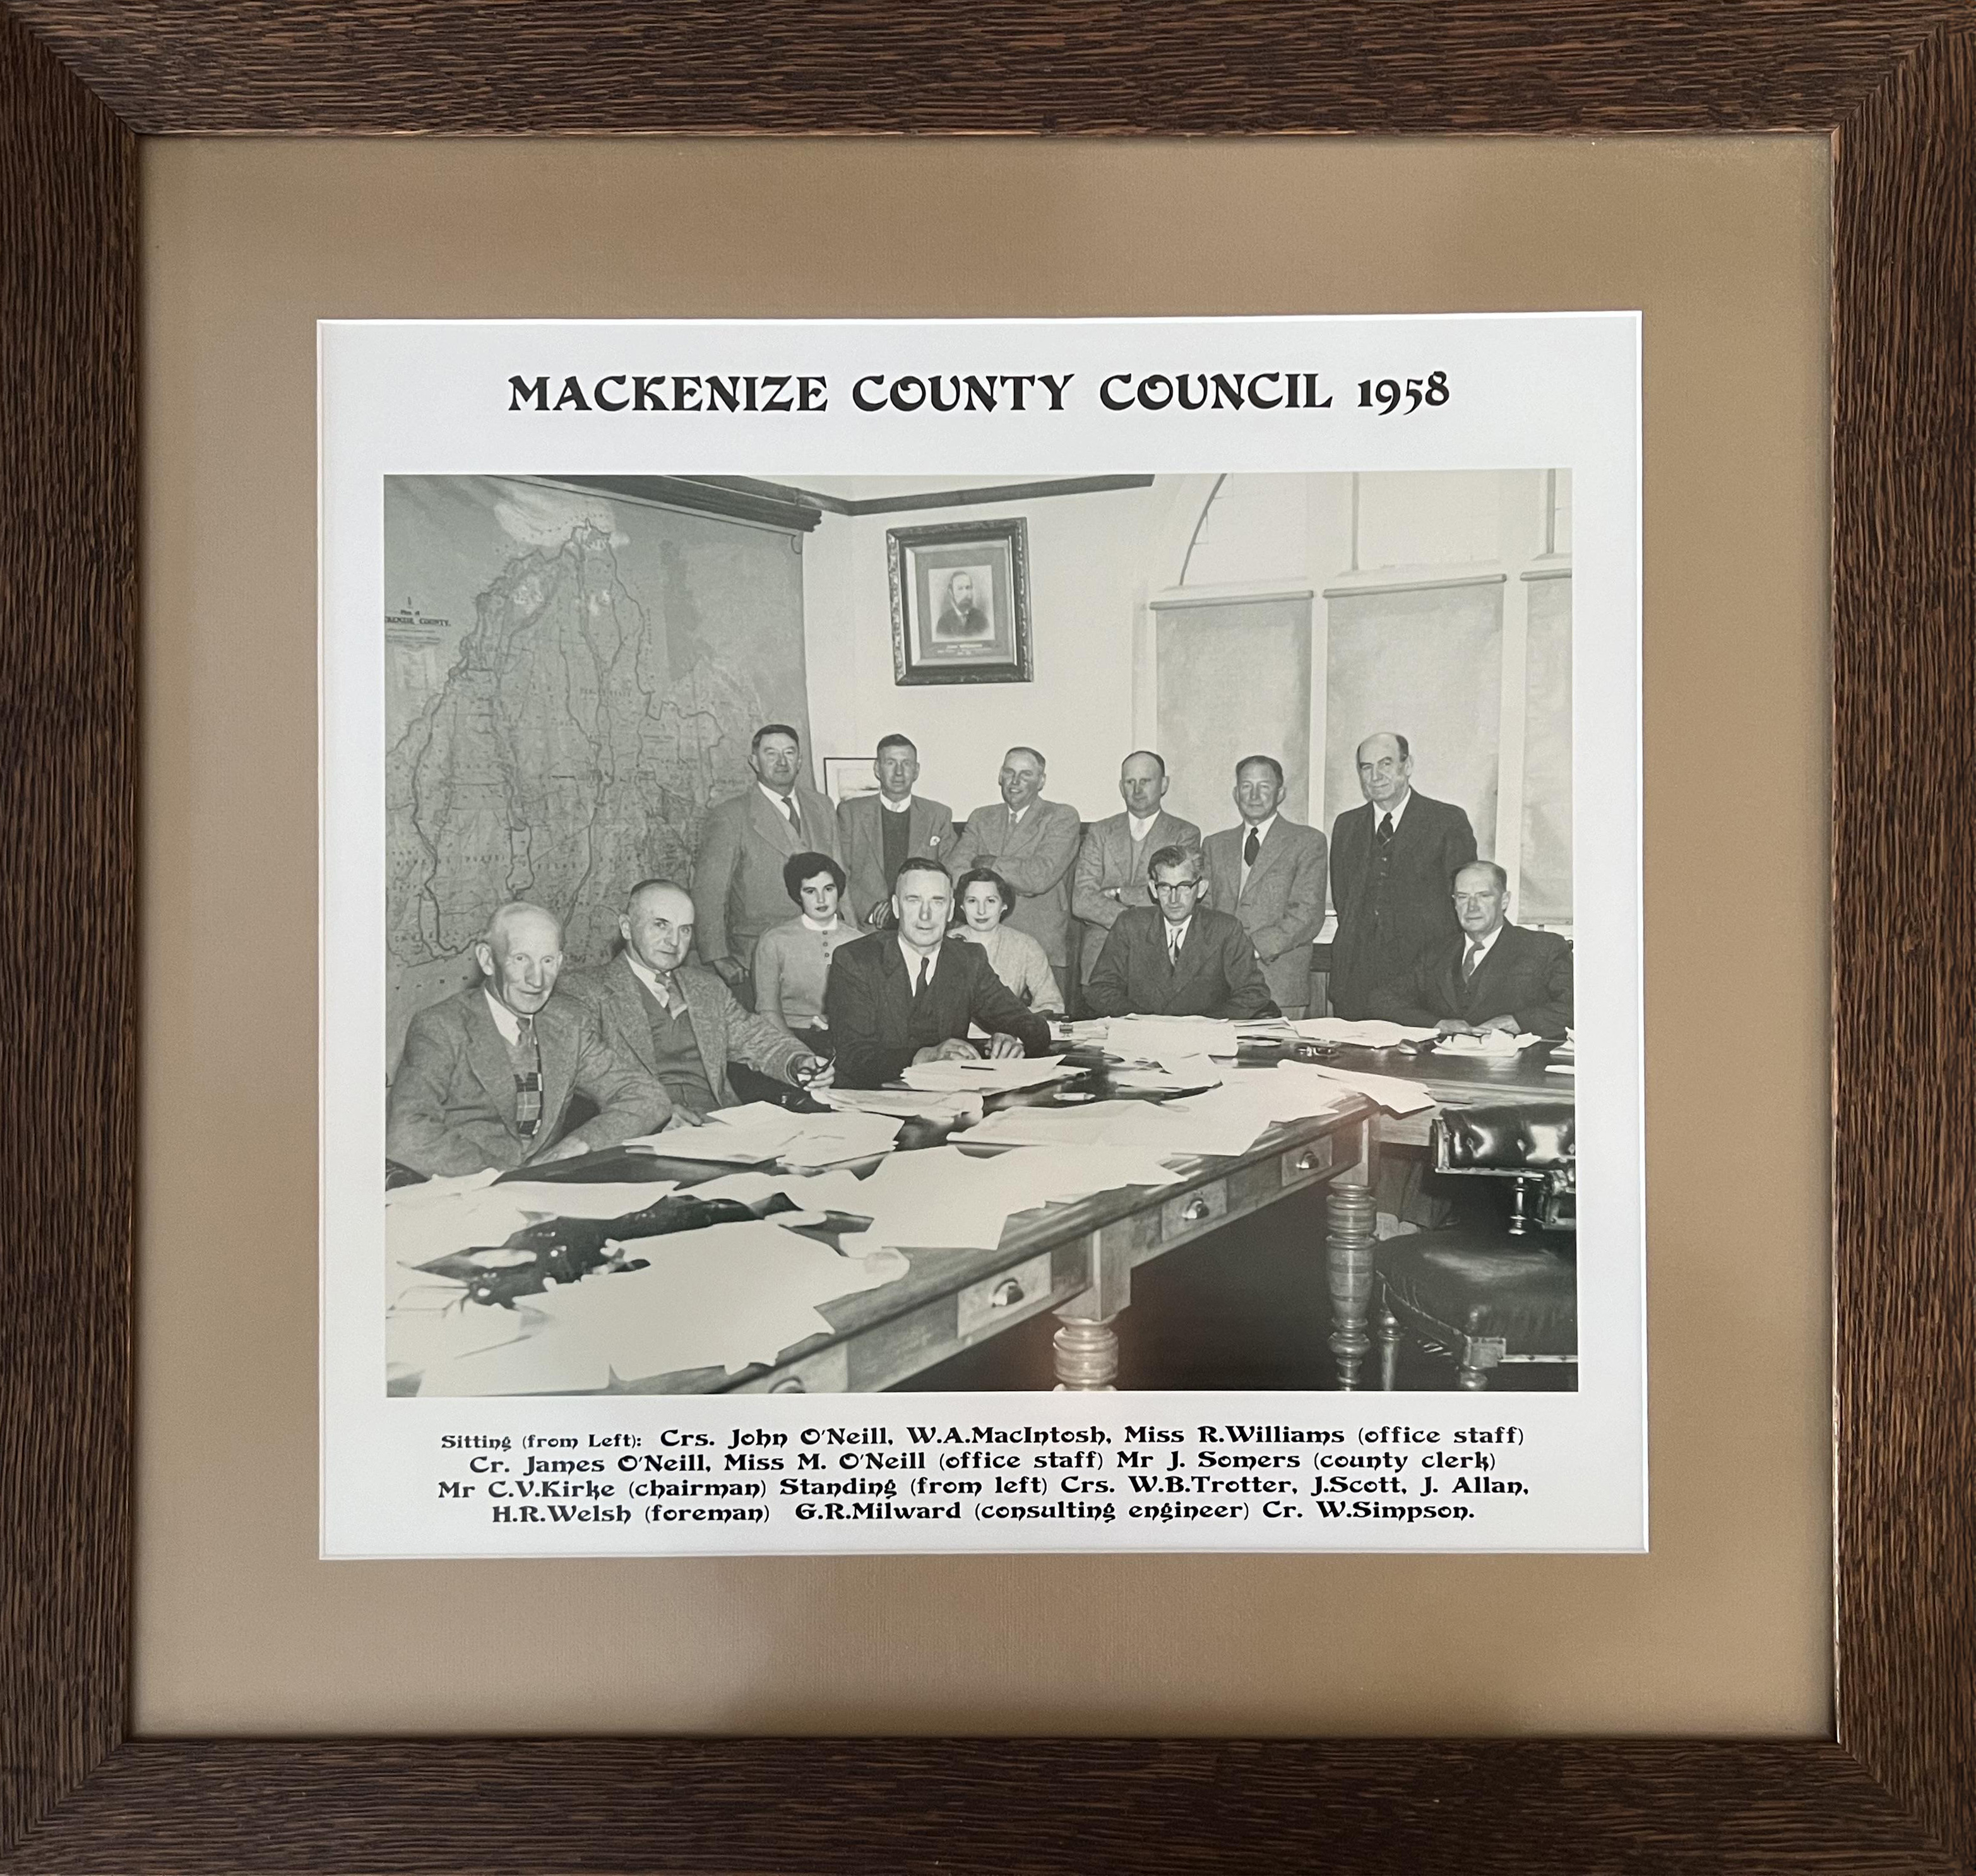 MACKENIZE COUNTY COUNCIL 1958
COUNTY.
Sitting (from Left): Crs. John O'Neill, W.A.MacIntosh, Miss R.Williams (office staff)
Cr. James O'Neill, Miss M. O'Neill (office staff) Mr J. Somers (county clerk)
Mr C.V.Kirke (chairman) Standing (from left) Crs. W.B.Trotter, J.Scott, J. Allan,
H.R.Welsh (foreman) G.R.Milward (consulting engineer) Cr. W.Simpson.